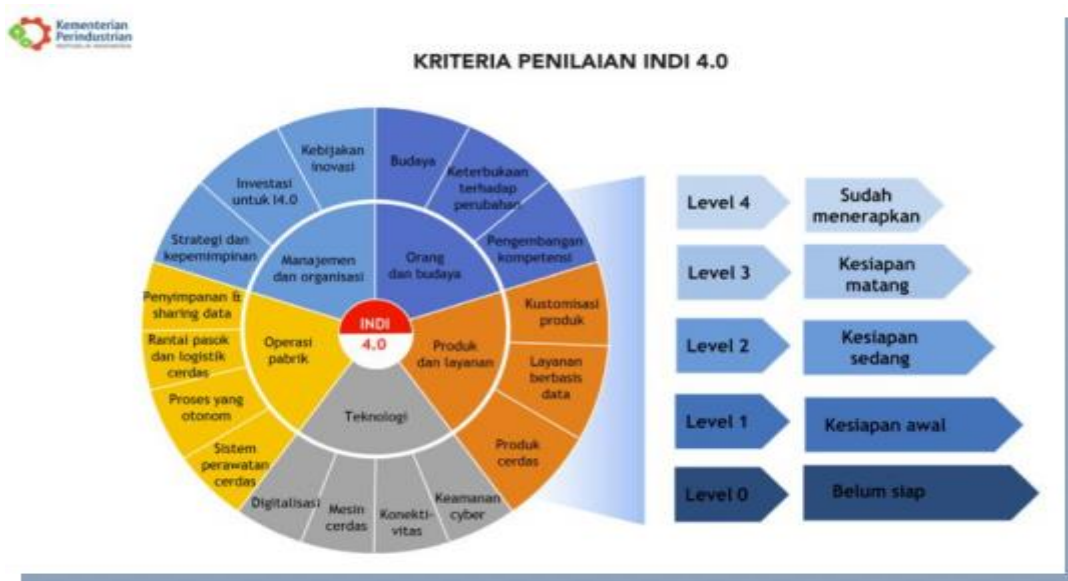 Kementerian
Perindustrian
REPUBLIK INDONESIA
KRITERIA PENILAIAN INDI 4.0
Kebijakan
inovasi
Budaya
Investasi
untuk I4.0
Keterbukaan
terhadap
perubahan
Strategi dan
kepemimpinan
Manajemen
dan organisasi
Orang
dan budaya
Pengembangan
kompetensi
Penyimpanan &
sharing data
Kustomisasi
produk
INDI
4.0
Rantai pasok
dan logistik
cerdas
Operasi
pabrik
Produk
dan layanan
Layanan
berbasis
data
Proses yang
otonom
Teknologi
Sistem
perawatan
cerdas
Produk
cerdas
Digitalisasi
Mesin
cerdas
Konekti-
vitas
Keamanan
cyber
Level 4
Sudah
menerapkan
Level 3
Kesiapan
matang
Level 2
Kesiapan
sedang
Level 1
Kesiapan awal
Level 0
Belum siap